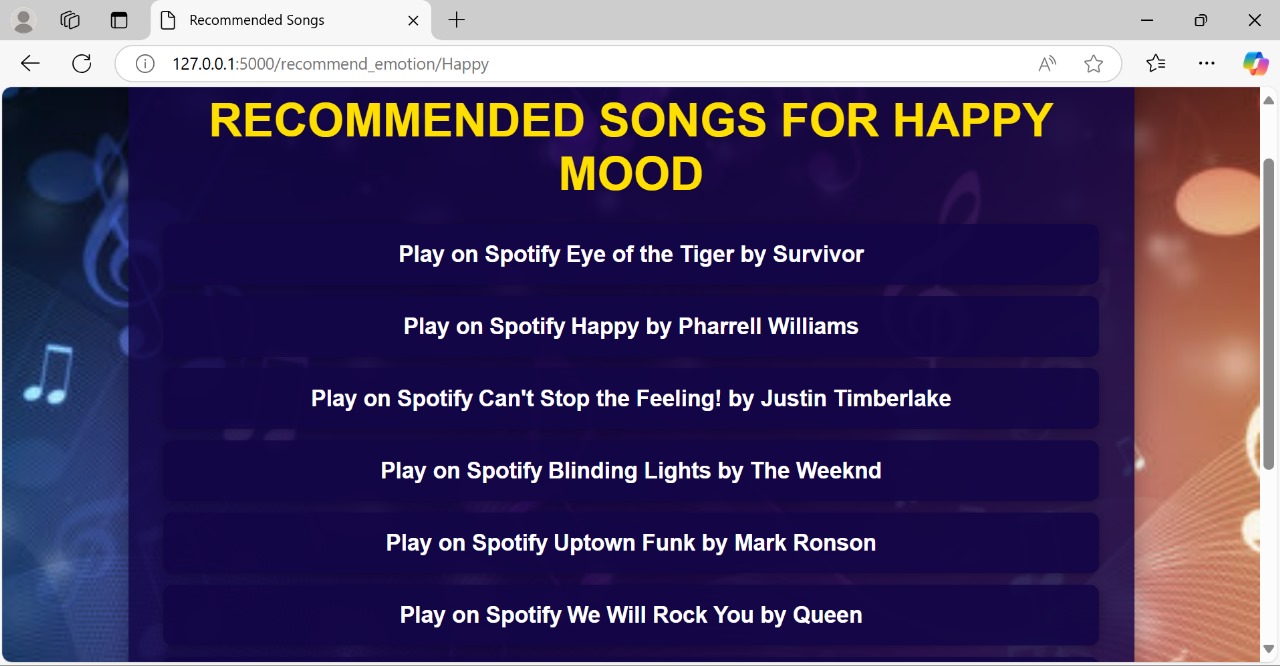 Recommended Songs
127.0.0.1:5000/recommend_emotion/Happy
RECOMMENDED SONGS FOR HAPPY
MOOD
Play on Spotify Eye of the Tiger by Survivor
Play on Spotify Happy by Pharrell Williams
Play on Spotify Can't Stop the Feeling! by Justin Timberlake
Play on Spotify Blinding Lights by The Weeknd
Play on Spotify Uptown Funk by Mark Ronson
Play on Spotify We Will Rock You by Queen